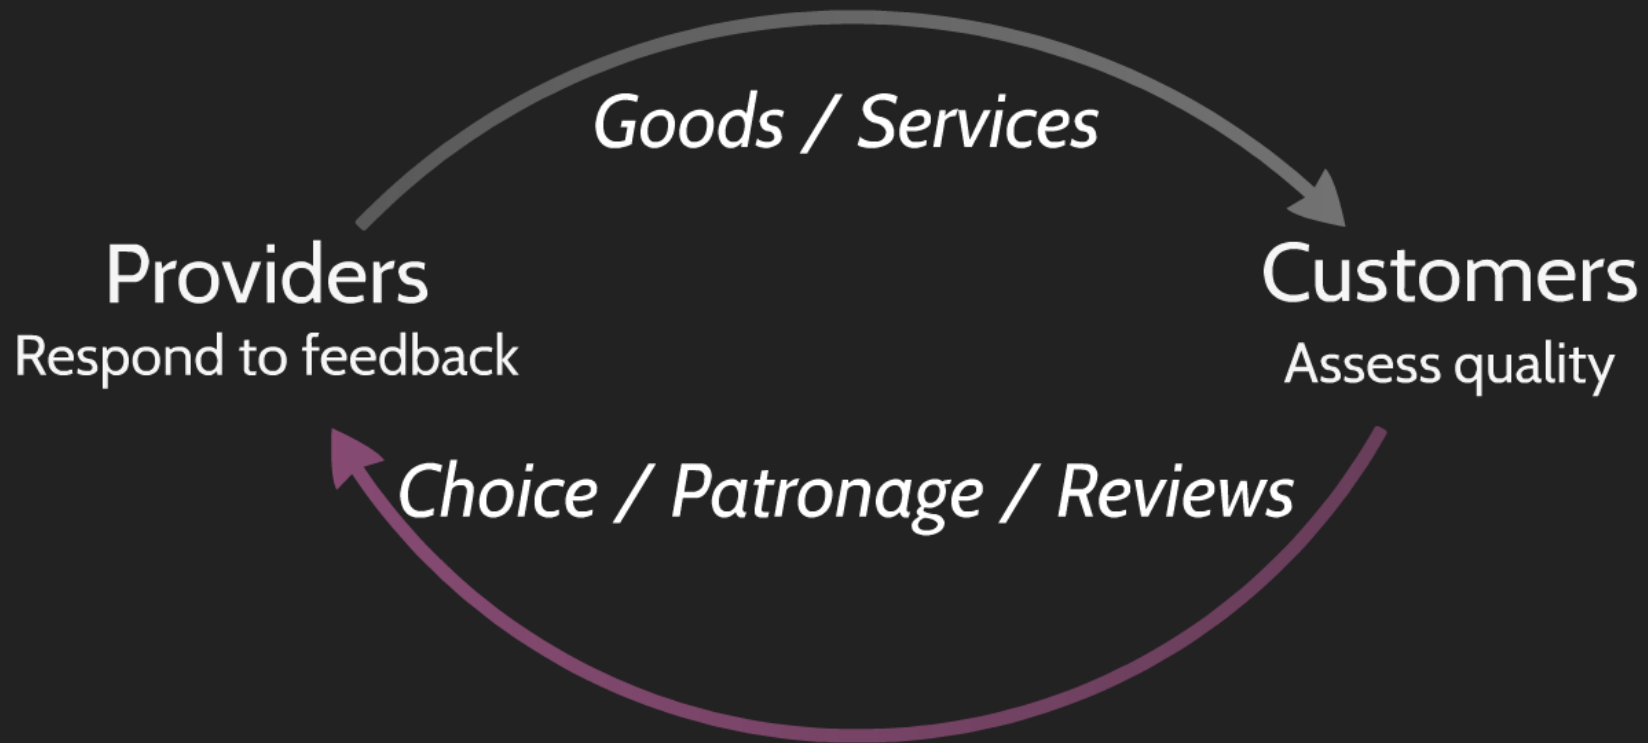 Goods / Services
Providers
Respond to feedback
Customers
Assess quality
Choice / Patronage / Reviews